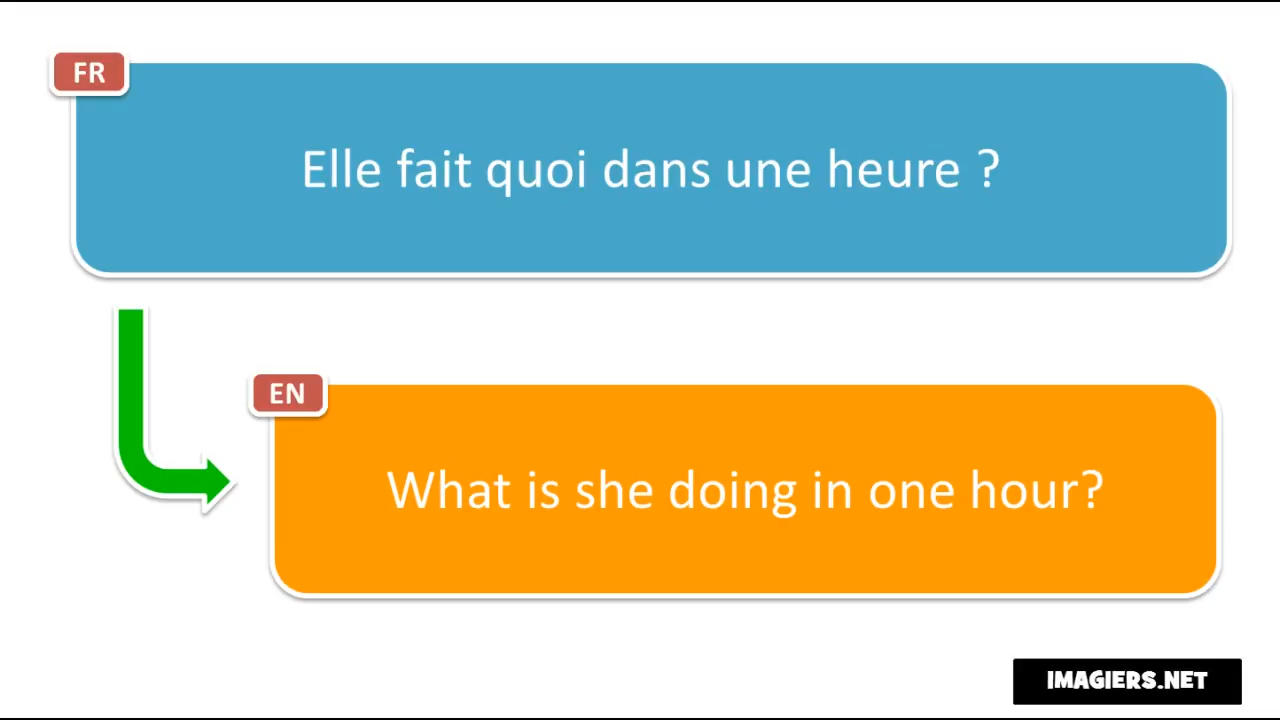 FR
Elle fait quoi dans une heure ?
EN
What is she doing in one hour?
IMAGIERS.NET